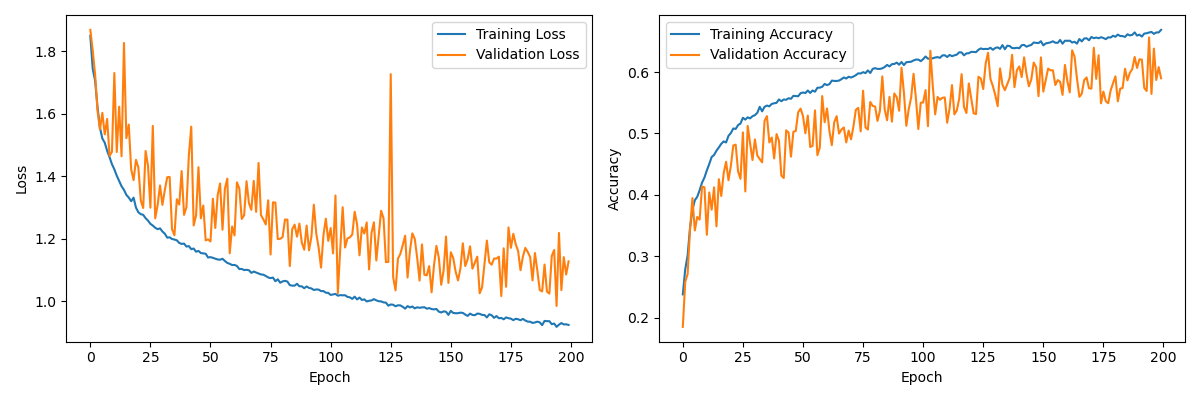 Training Loss
Validation Loss
Loss
1.8
1.6
1.4
1.2
1.0
0 25 50 75 100 125 150 175 200
Epoch
Training Accuracy
Validation Accuracy
Accuracy
0.6
0.5
0.4
0.3
0.2
0 25 50 75 100 125 150 175 200
Epoch